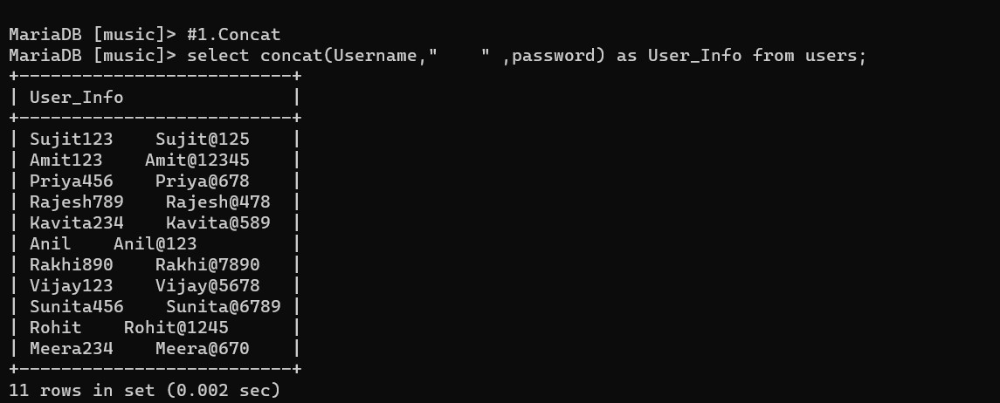 MariaDB [music]> #1.Concat
MariaDB [music]> select concat(Username,"    " ,password) as User_Info from users;
+--------------------------+
| User_Info                |
+--------------------------+
| Sujit123    Sujit@125    |
| Amit123    Amit@12345    |
| Priya456    Priya@678    |
| Rajesh789    Rajesh@478  |
| Kavita234    Kavita@589  |
| Anil    Anil@123         |
| Rakhi890    Rakhi@7890   |
| Vijay123    Vijay@5678   |
| Sunita456    Sunita@6789 |
| Rohit    Rohit@1245      |
| Meera234    Meera@670    |
+--------------------------+
11 rows in set (0.002 sec)